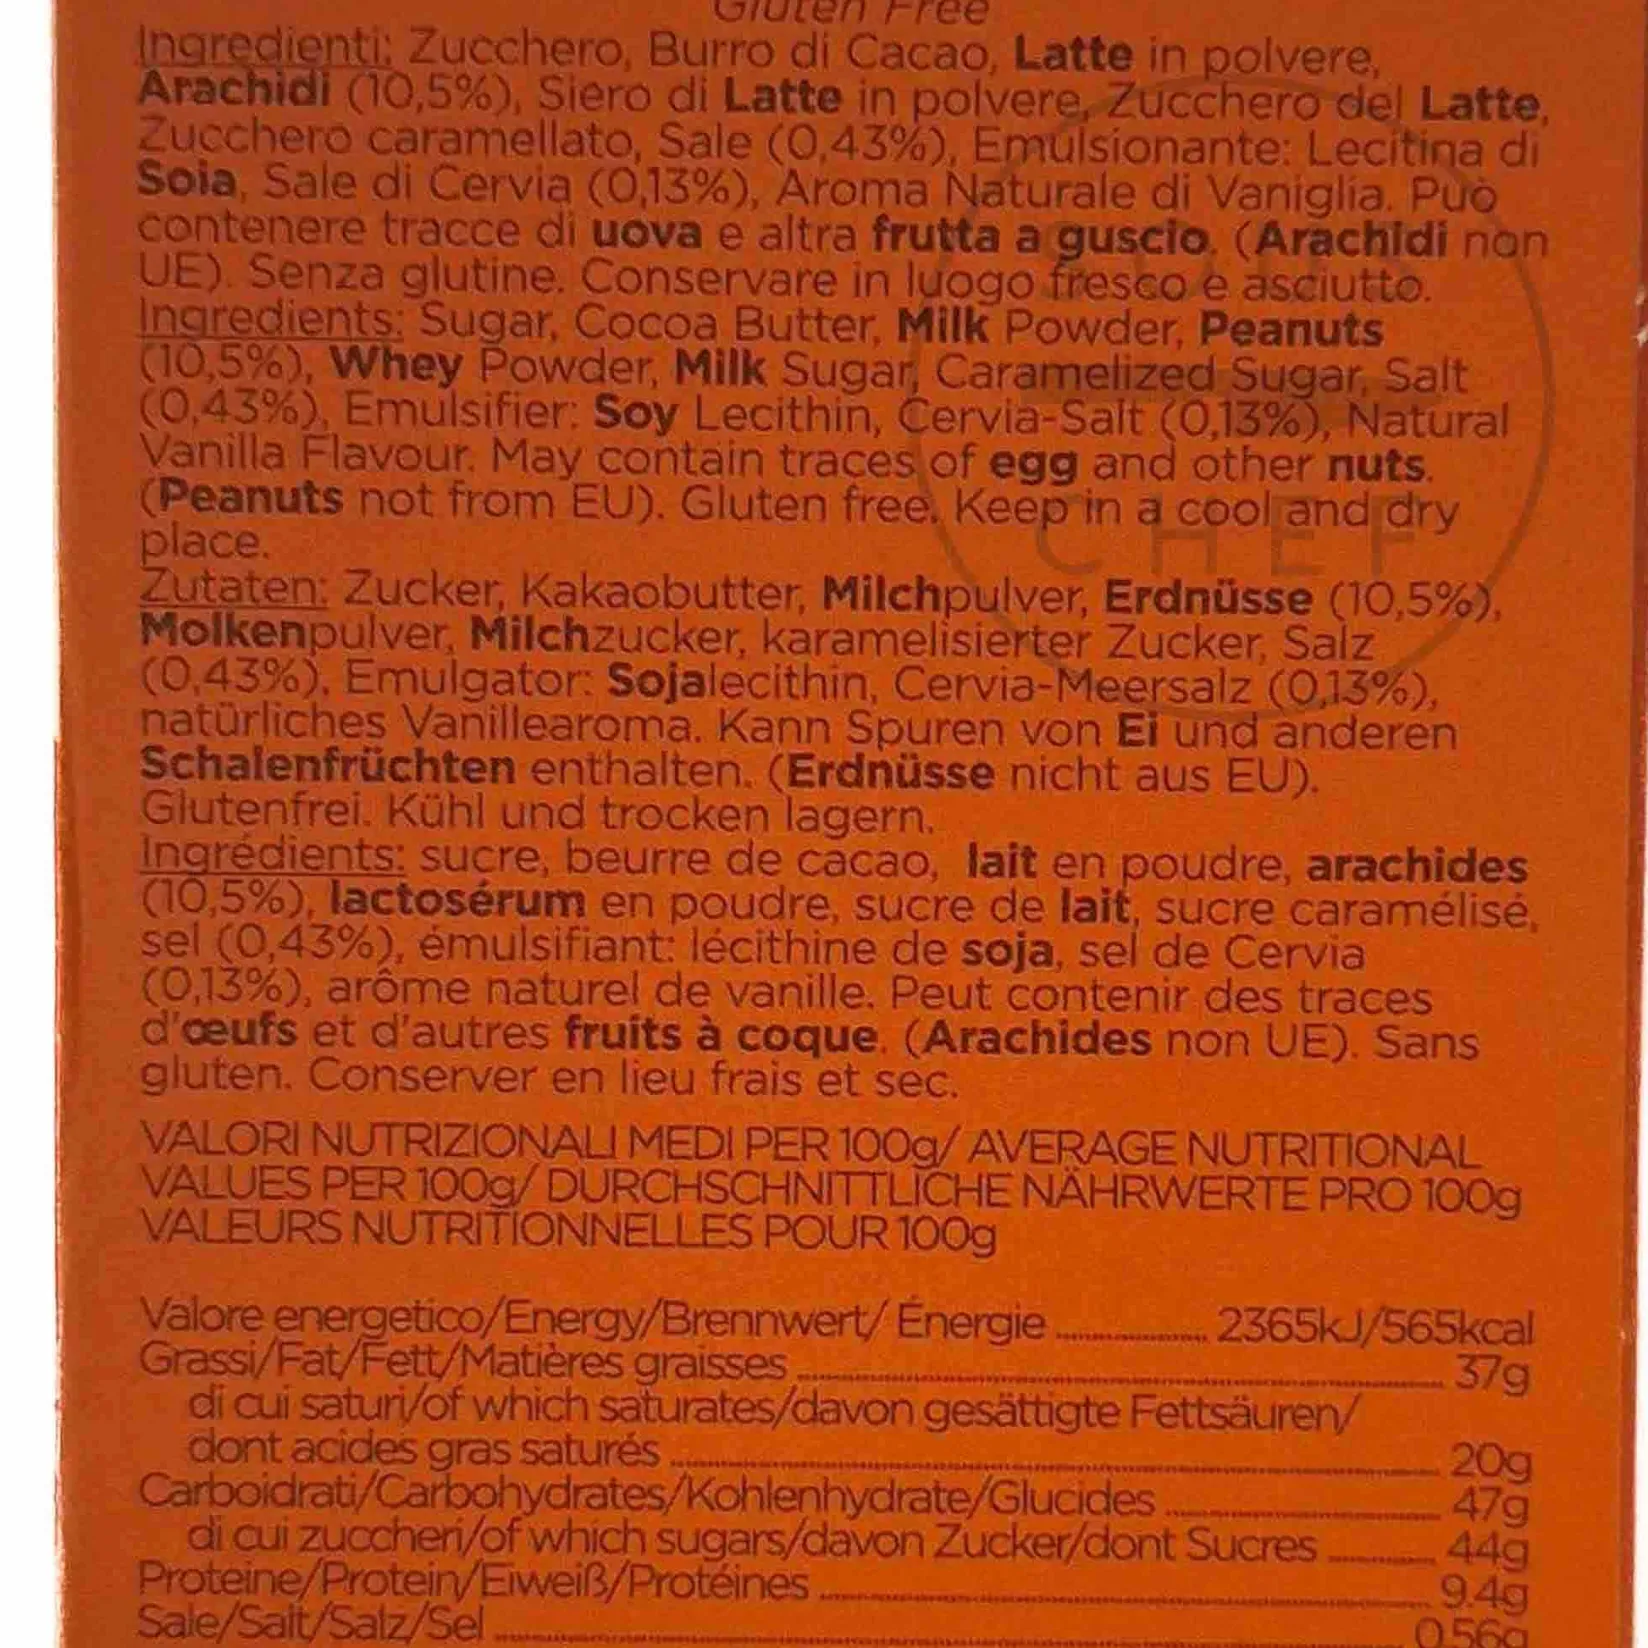 Gluten Free
Ingredienti: Zucchero, Burro di Cacao, Latte in polvere,
Arachidi (10,5%), Siero di Latte in polvere, Zucchero del Latte,
Zucchero caramellato, Sale (0,43%), Emulsionante: Lecitina di
Soia, Sale di Cervia (0,13%), Aroma Naturale di Vaniglia. Può
contenere tracce di uova e altra frutta a guscio. (Arachidi non
UE). Senza glutine. Conservare in luogo fresco e asciutto.
Ingredients: Sugar, Cocoa Butter, Milk Powder, Peanuts
(10,5%), Whey Powder, Milk Sugar, Caramelized Sugar, Salt
(0,43%), Emulsifier: Soy Lecithin, Cervia-Salt (0,13%), Natural
Vanilla Flavour. May contain traces of egg and other nuts.
(Peanuts not from EU). Gluten free. Keep in a cool and dry
place.
Zutaten: Zucker, Kakaobutter, Milchpulver, Erdnüsse (10,5%),
Molkenpulver, Milchzucker, karamelisierter Zucker, Salz
(0,43%), Emulgator: Sojalecithin, Cervia-Meersalz (0,13%),
natürliches Vanillearoma. Kann Spuren von Ei und anderen
Schalenfrüchten enthalten. (Erdnüsse nicht aus EU).
Glutenfrei. Kühl und trocken lagern.
Ingrédients: sucre, beurre de cacao, lait en poudre, arachides
(10,5%), lactosérum en poudre, sucre de lait, sucre caramélisé,
sel (0,43%), émulsifiant: lécithine de soja, sel de Cervia
(0,13%), arôme naturel de vanille. Peut contenir des traces
d'œufs et d'autres fruits à coque. (Arachides non UE). Sans
gluten. Conserver en lieu frais et sec.
VALORI NUTRIZIONALI MEDI PER 100g/ AVERAGE NUTRITIONAL
VALUES PER 100g/ DURCHSCHNITTLICHE NÄHRWERTE PRO 100g
VALEURS NUTRITIONNELLES POUR 100g
Valore energetico/Energy/Brennwert/ Énergie 2365kJ/565kcal
Grassi/Fat/Fett/Matières graisses 37g
di cui saturi/of which saturates/davon gesättigte Fettsäuren/
dont acides gras saturés 20g
Carboidrati/Carbohydrates/Kohlenhydrate/Glucides 47g
di cui zuccheri/of which sugars/davon Zucker/dont Sucres 44g
Proteine/Protein/Eiweiß/Protéines 9.4g
Sale/Salt/Salz/Sel 0.56g
SOUS
CHEF